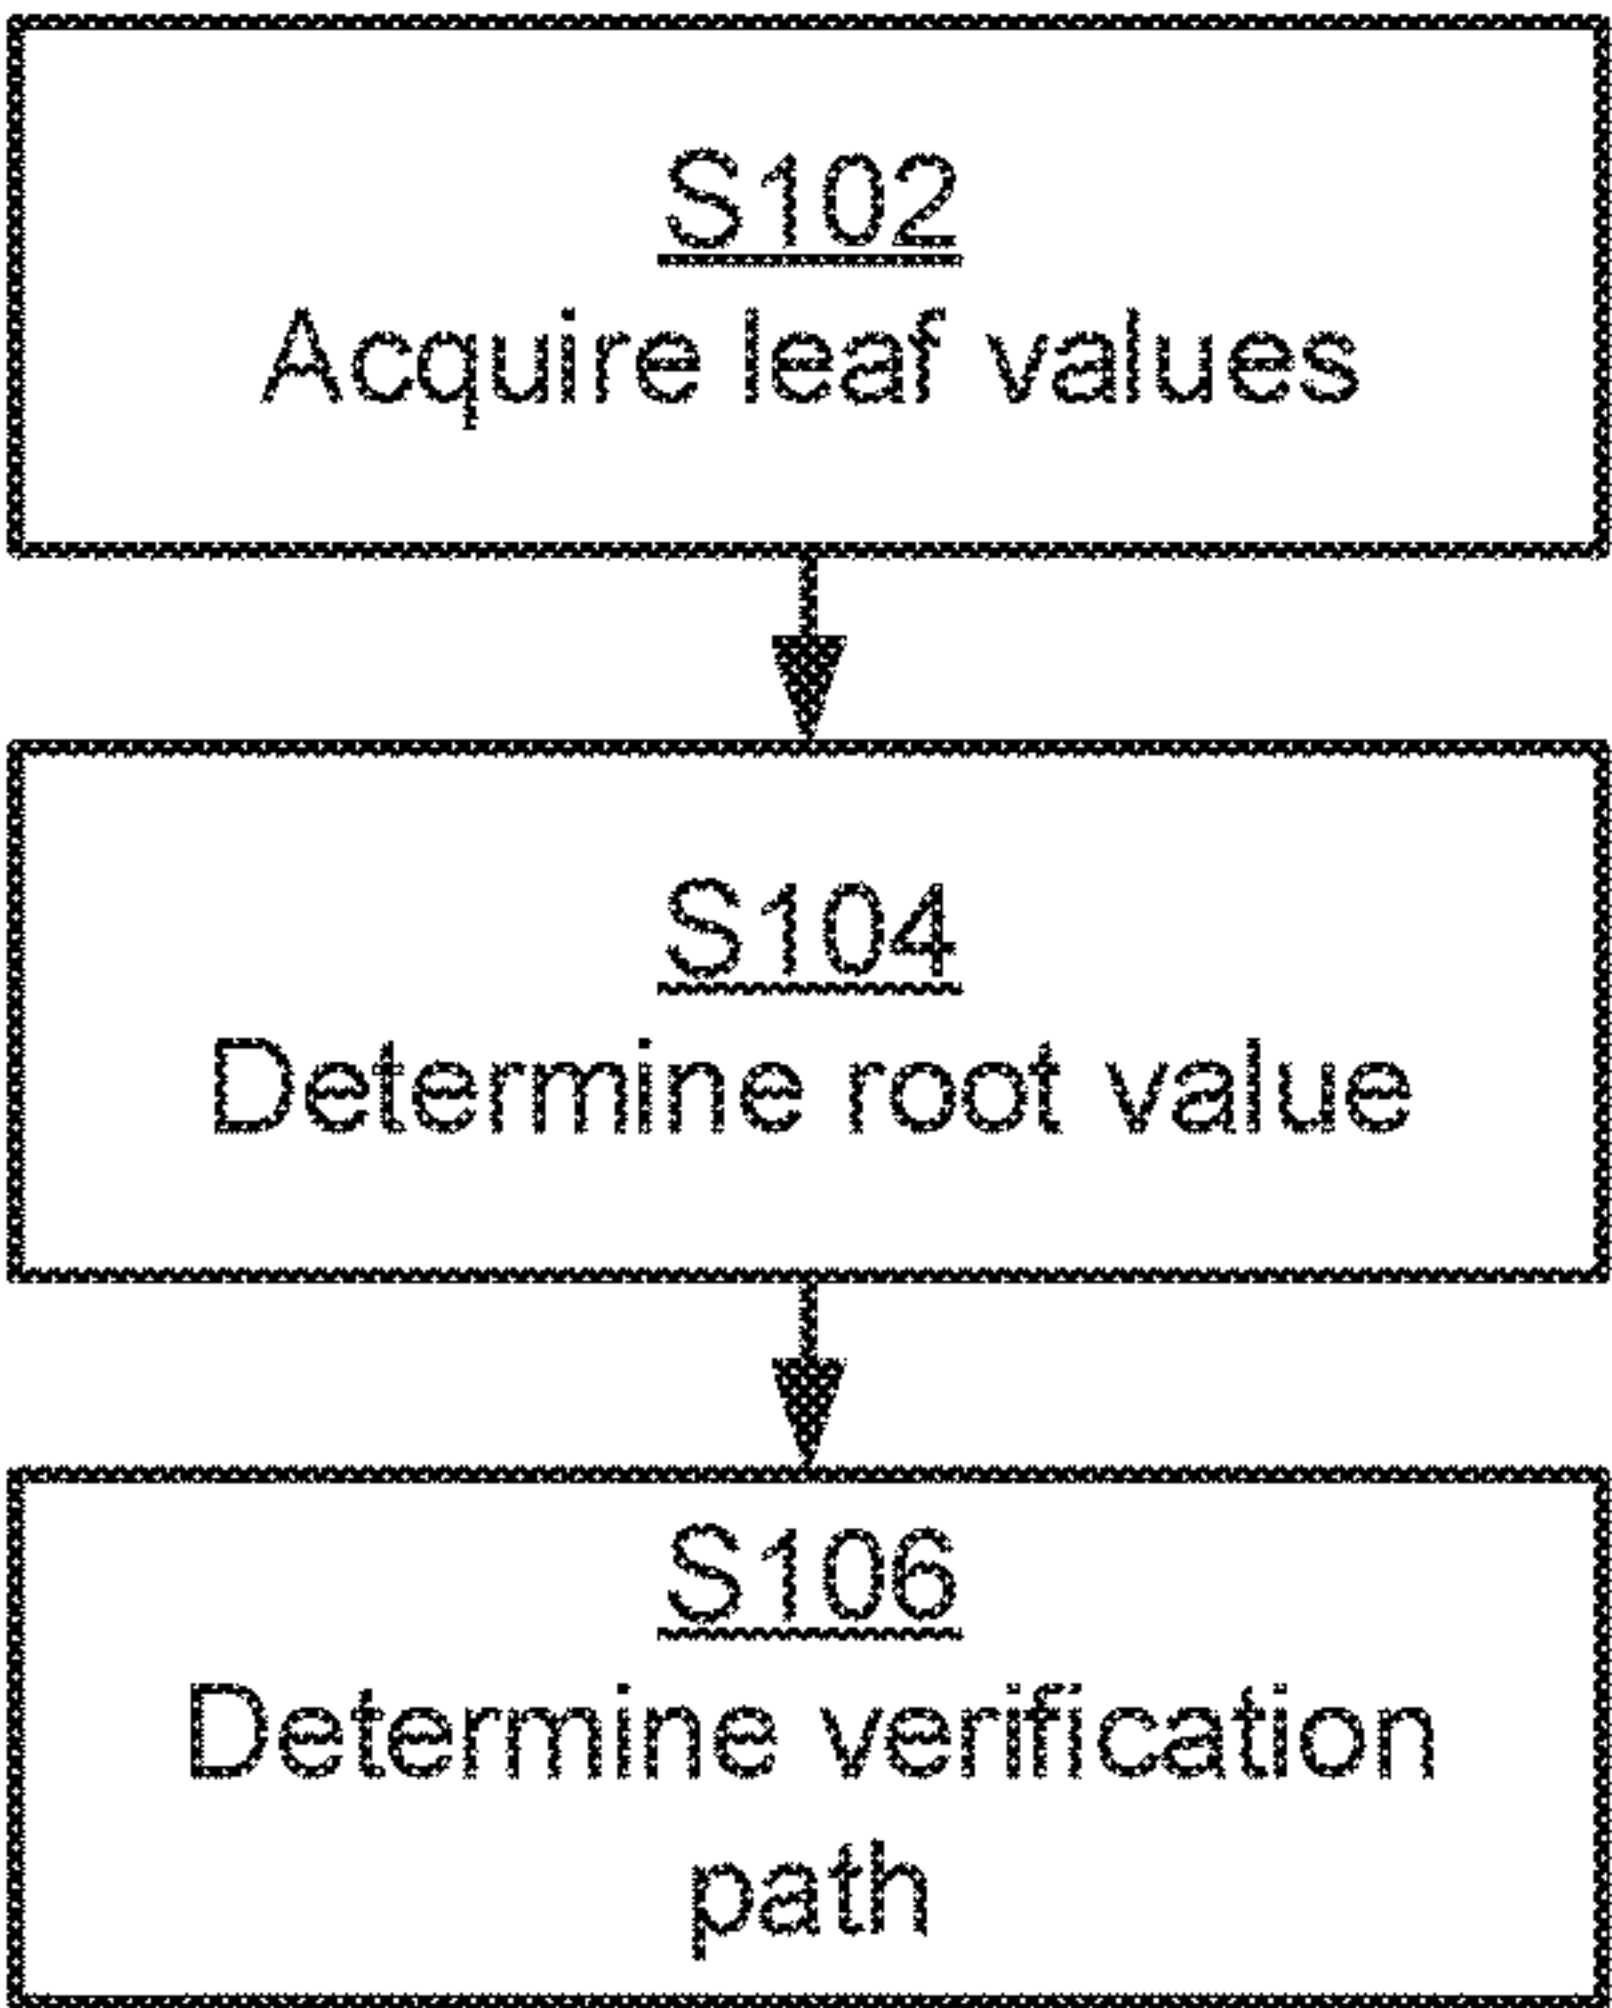 S102
Acquire leaf values
S104
Determine root value
S106
Determine verification
path